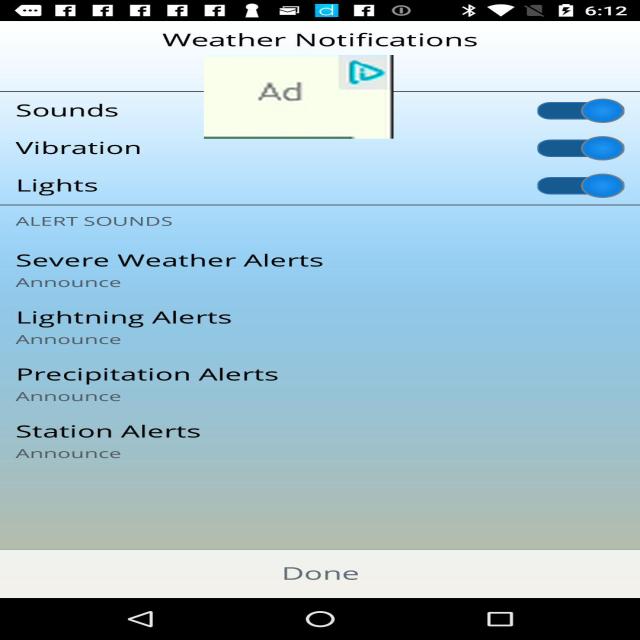 6:12
Weather Notifications
Ad
Sounds
Vibration
Lights
ALERT SOUNDS
Severe Weather Alerts
Announce
Lightning Alerts
Announce
Precipitation Alerts
Announce
Station Alerts
Announce
Done